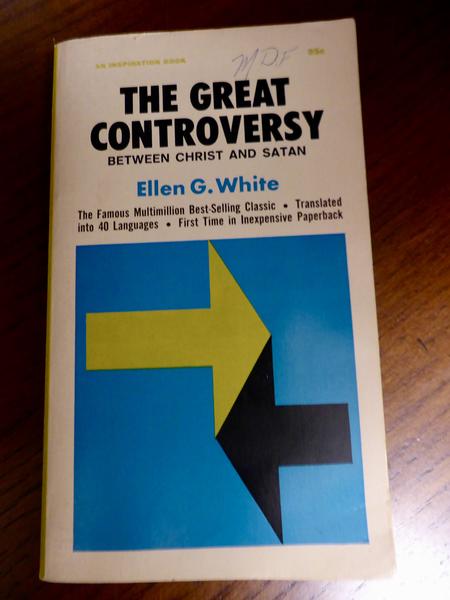 AN INSPIRATION BOOK
MDF
95c
THE GREAT
CONTROVERSY
BETWEEN CHRIST AND SATAN
Ellen G. White
The Famous Multimillion Best-Selling Classic • Translated
into 40 Languages • First Time in Inexpensive Paperback